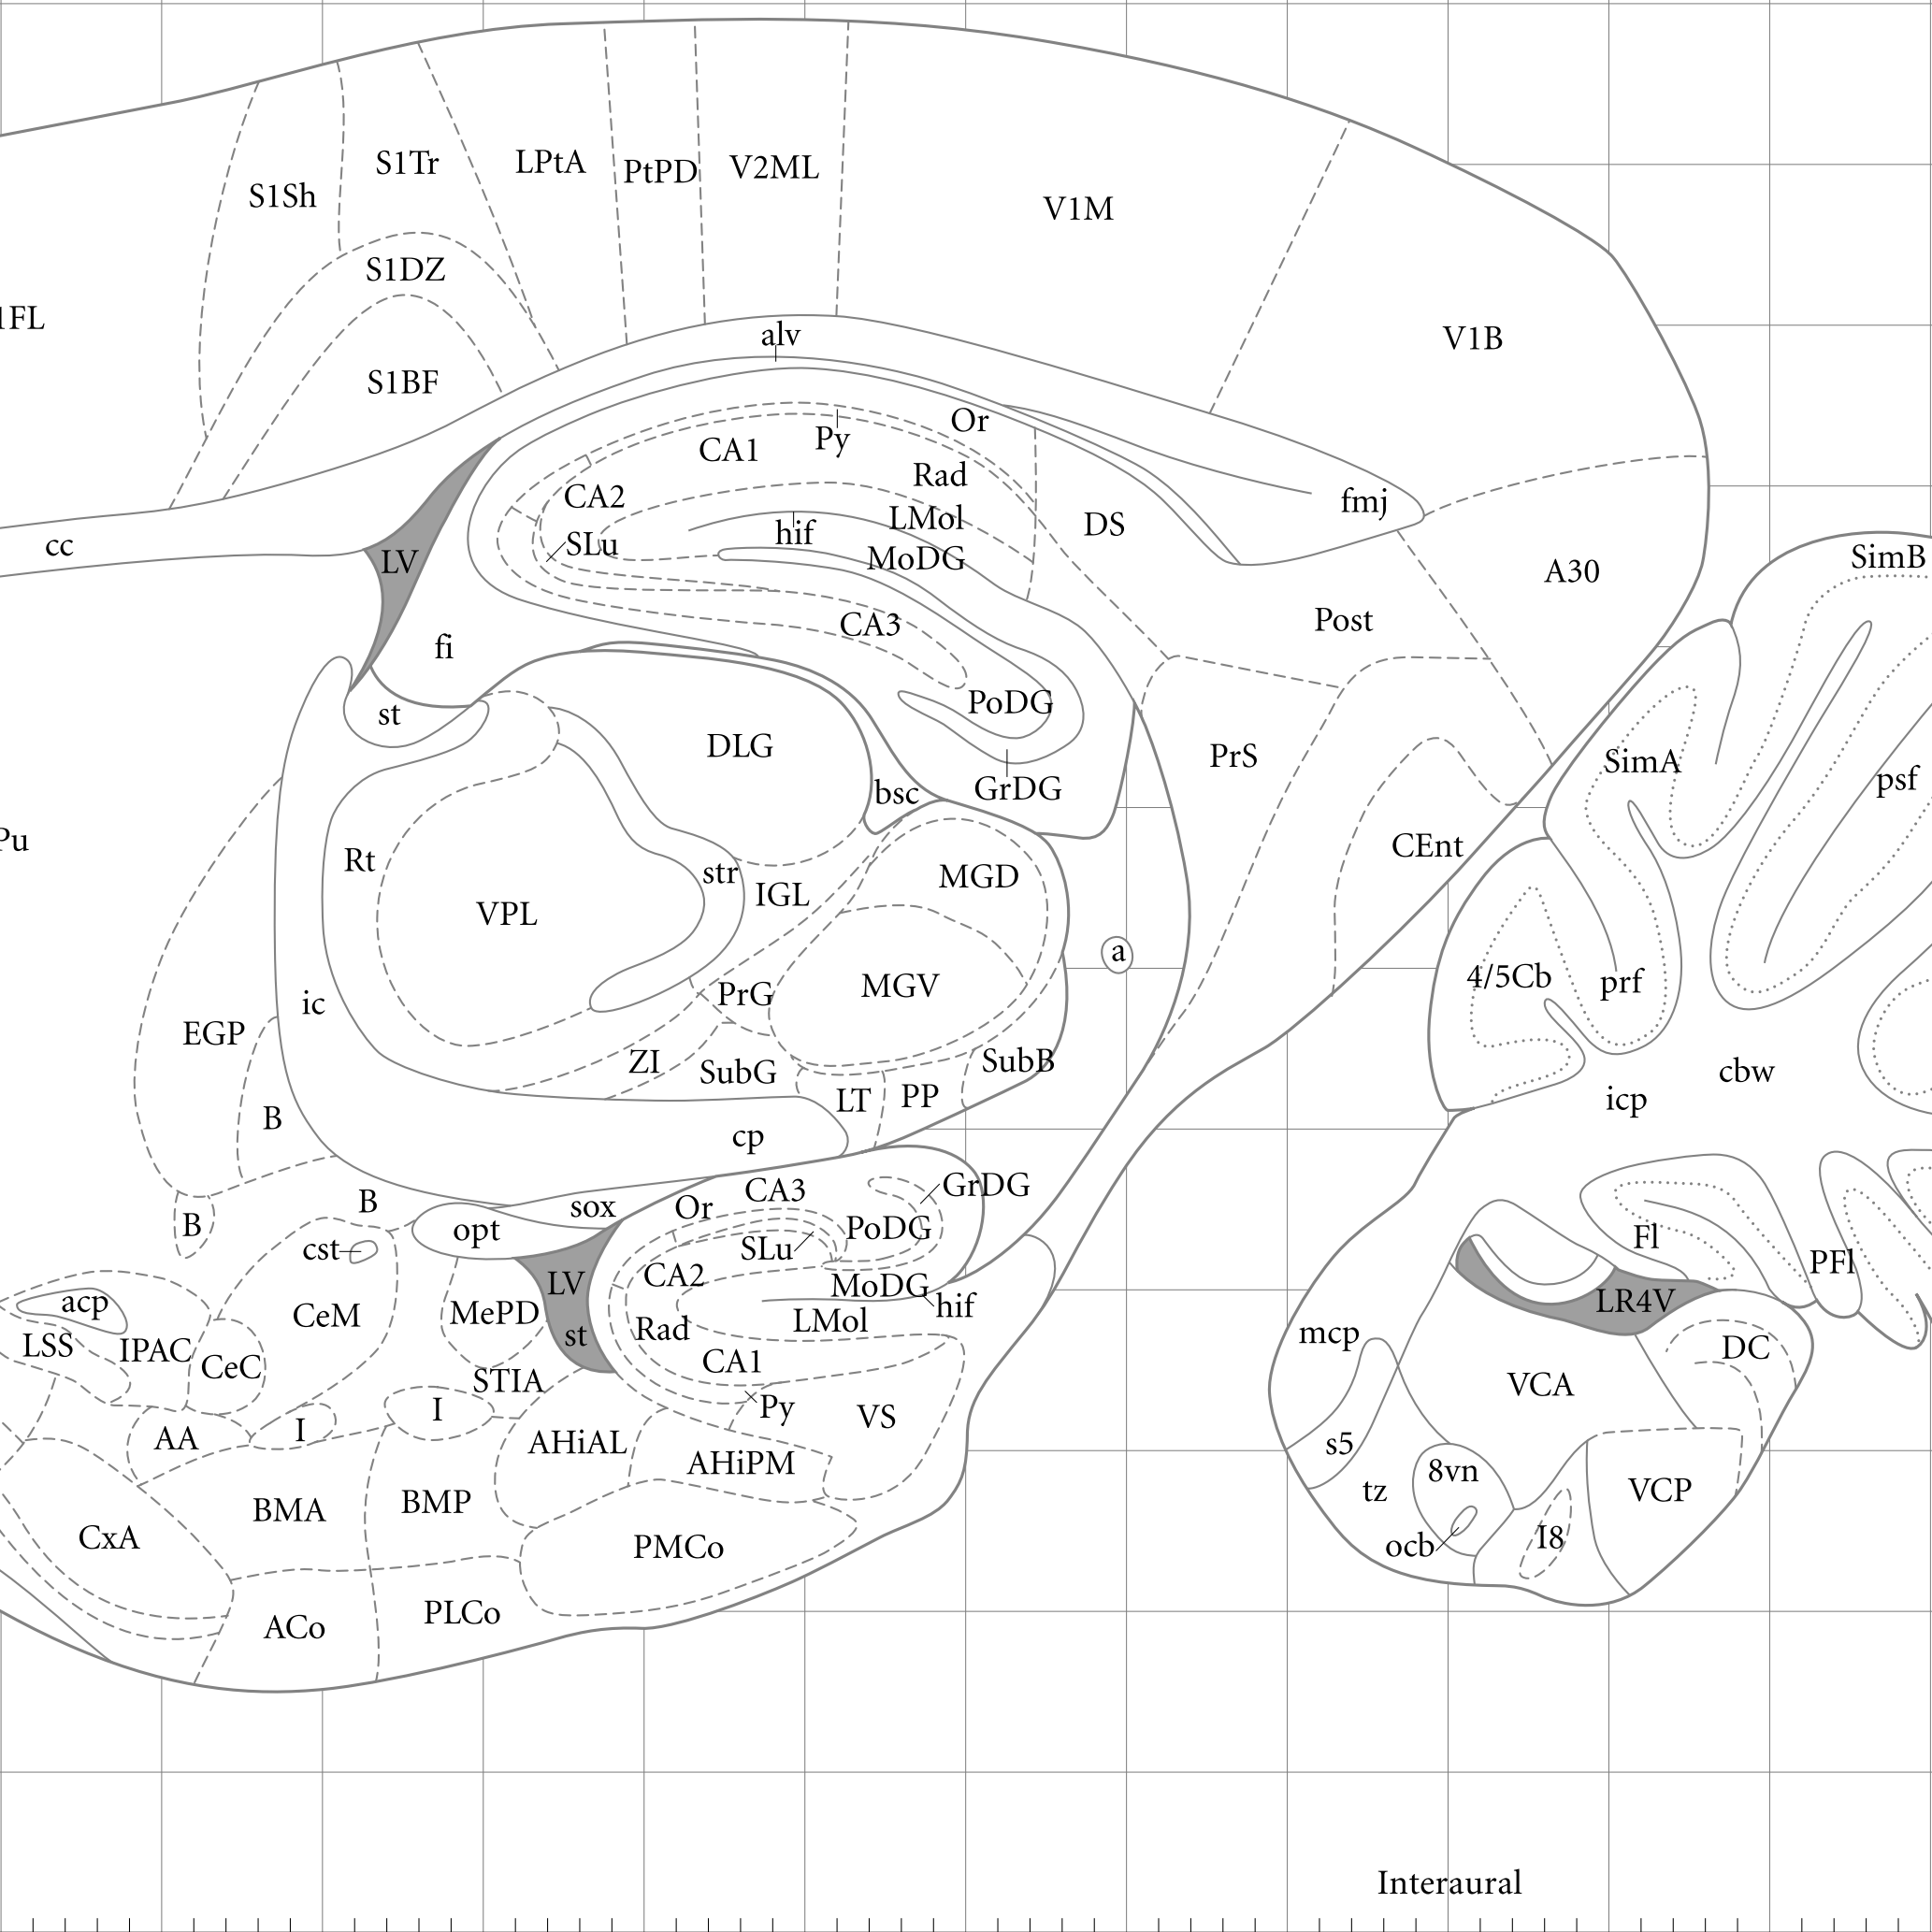 S1Tr
LPtA
PtPD
V2ML
S1Sh
V1M
S1DZ
1FL
alv
V1B
S1BF
Or
Py
CA1
Rad
CA2
fmj
LMol
DS
hif
SLu
cc
MoDG
LV
SimB
A30
CA3
Post
fi
PoDG
st
DLG
PrS
SimA
psf
bsc
GrDG
Pu
CEnt
Rt
str
MGD
IGL
VPL
a
4/5Cb
prf
MGV
PrG
ic
EGP
ZI
SubG
SubB
cbw
LT
PP
icp
B
cp
CA3
GrDG
B
Or
sox
B
opt
PoDG
Fl
cst
SLu
PFl
CA2
LV
MoDG
acp
hif
LR4V
CeM
MePD
LMol
st
Rad
mcp
LSS
IPAC
CeC
CA1
DC
STIA
VCA
I
Py
VS
I
AA
AHiAL
s5
AHiPM
8vn
tz
VCP
BMA
BMP
CxA
PMCo
ocb
I8
PLCo
ACo
Interaural